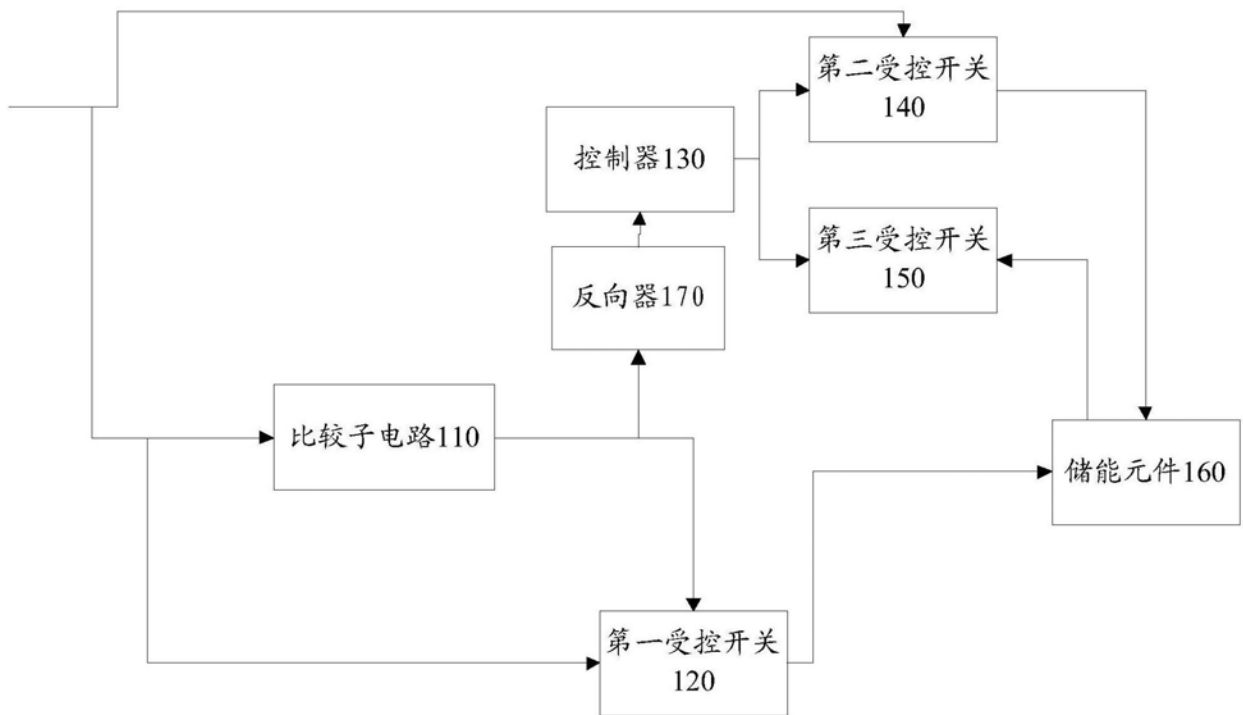 第二受控开关
140
控制器130
第三受控开关
150
反向器170
比较子电路110
储能元件160
第一受控开关
120